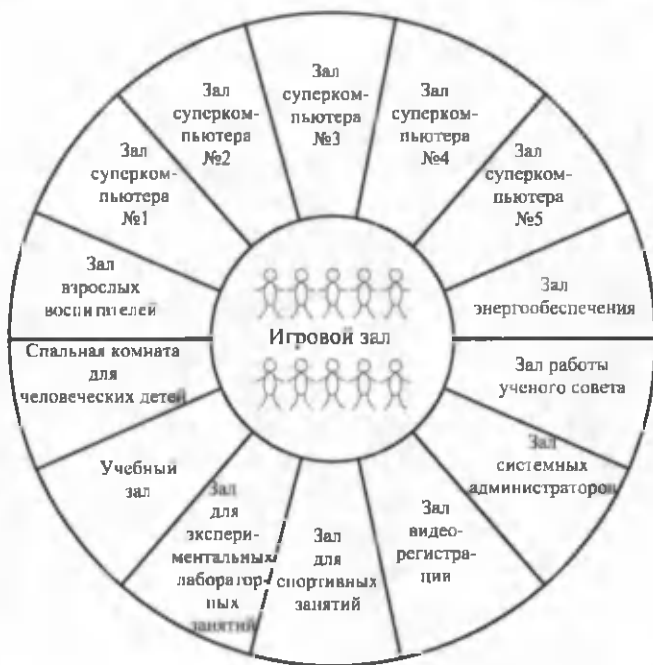 Зал
суперком-
пьютера
№1
Зал
суперком-
пьютера
№2
Зал
суперком-
пьютера
№3
Зал
суперком-
пьютера
№4
Зал
суперком-
пьютера
№5
Зал
энергообеспечения
Зал работы
ученого совета
Зал
системных
администраторов
Зал
видео-
регистра-
ции
Зал
для
спортивных
занятий
Зал
для
экспери-
ментальных
лаборатор-
ных
занятий
Учебный
зал
Спальная комната
для
человеческих детей
Зал
взрослых
воспитателей
Игровой зал